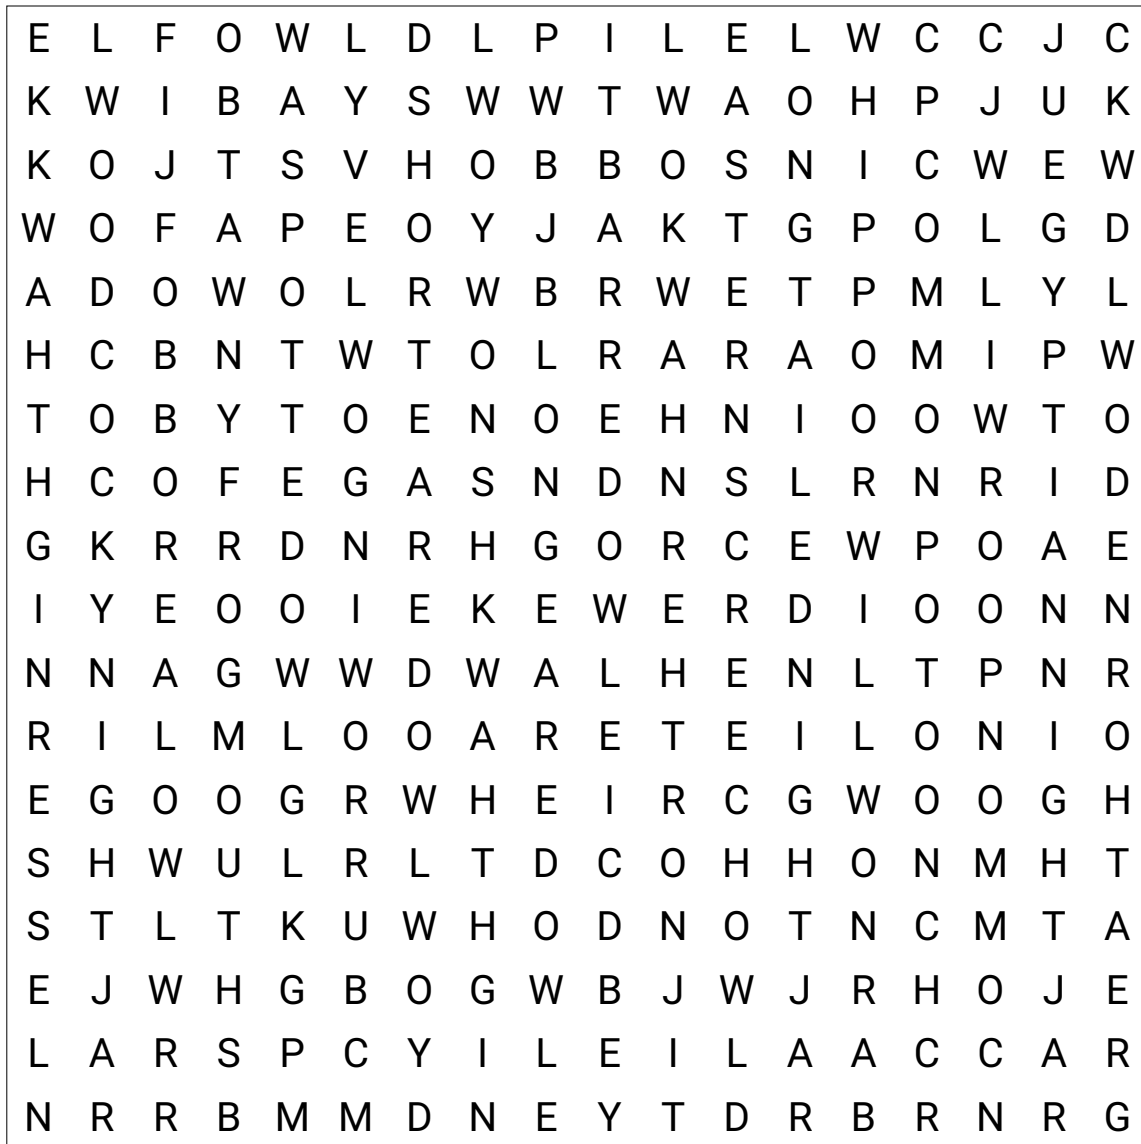 E L F O W L D L P I L E L W C C J C
K W I B A Y S W W T W A O H P J U K
K O J T S V H O B B O S N I C W E W
W O F A P E O Y J A K T G P O L G D
A D O W O L R W B R W E T P M L Y L
H C B N T W T O L R A R A O M I P W
T O B Y T O E N O E H N I O O W T O
H C O F E G A S N D N S L R N R I D
G K R R D N R H G O R C E W P O A E
I Y E O O I E K E W E R D I O O N N
N N A G W W D W A L H E N L T P N R
R I L M L O O A R E T E I L O N I O
E G O O G R W H E I R C G W O O G H
S H W U L R L T D C O H H O N M H T
S T L T K U W H O D N O T N C M T A
E J W H G B O G W B J W J R H O J E
L A R S P C Y I L E I L A A C C A R
N R R B M M D N E Y T D R B R N R G